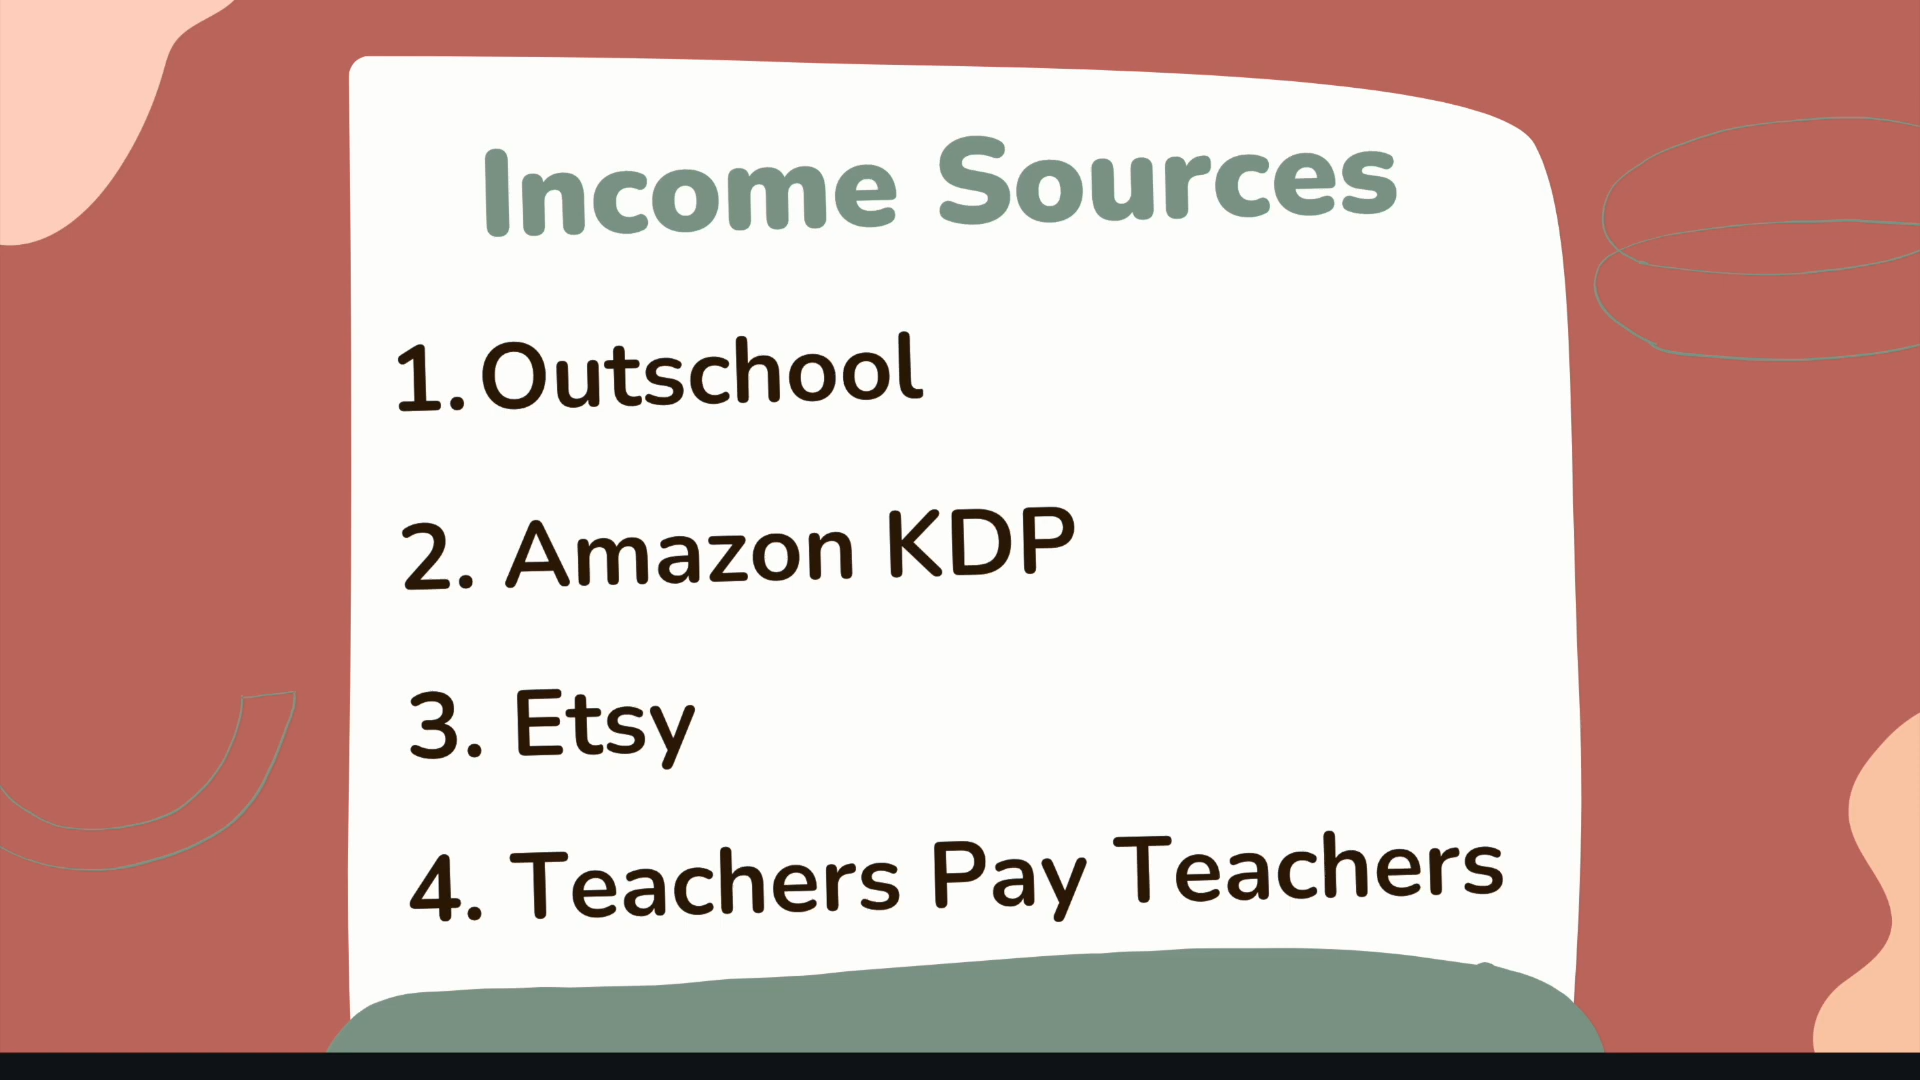 Income Sources
1. Outschool
2. Amazon KDP
3. Etsy
4. Teachers Pay Teachers